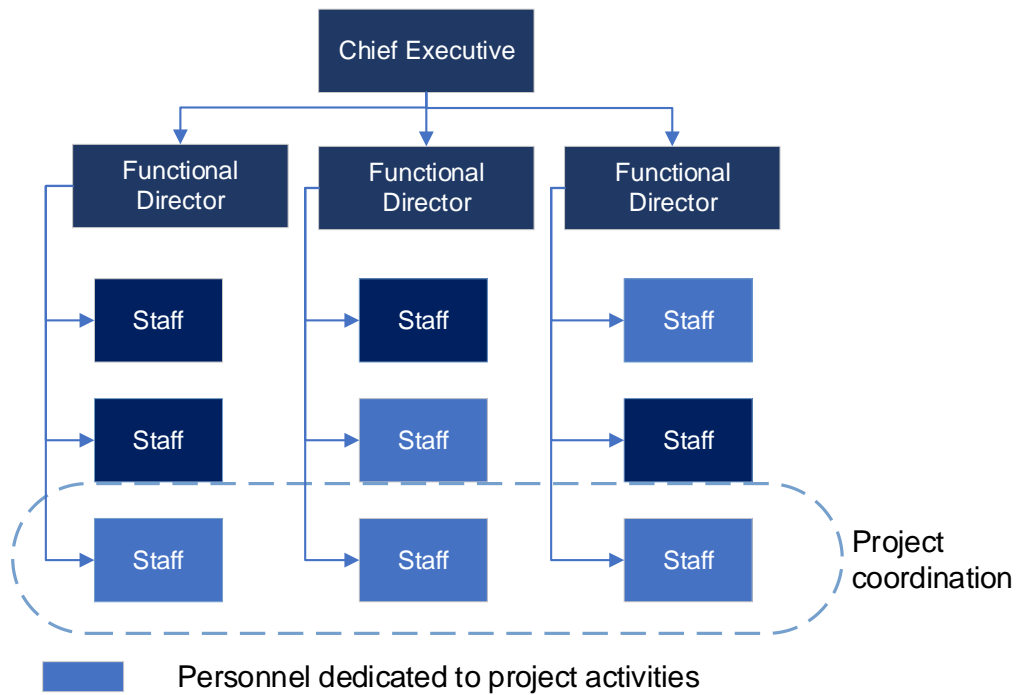 Chief Executive
Functional
Director
Functional
Director
Functional
Director
Staff
Staff
Staff
Staff
Staff
Staff
Staff
Staff
Staff
Project
coordination
Personnel dedicated to project activities